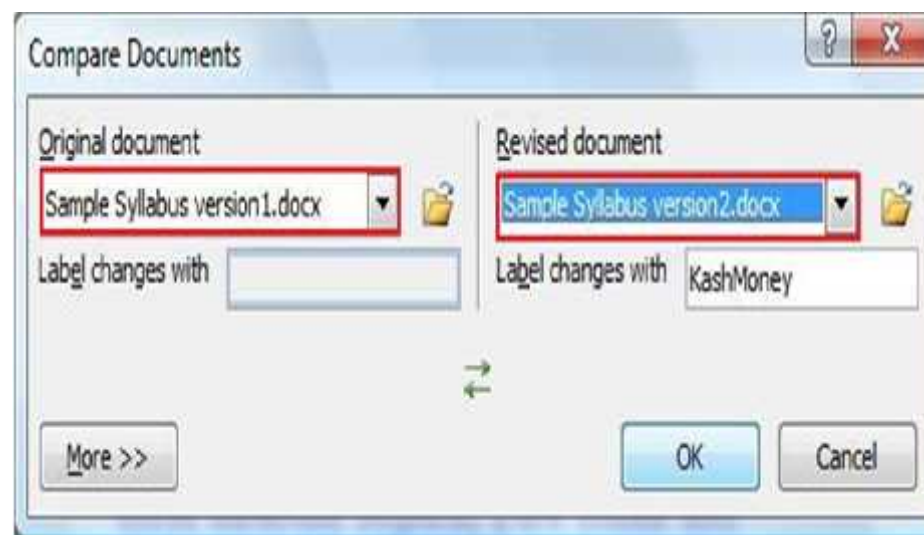 Compare Documents
?
X
Original document
Revised document
Sample Syllabus version1.docx
Sample Syllabus version2.docx
Label changes with
Label changes with
KashMoney
More >>
OK
Cancel